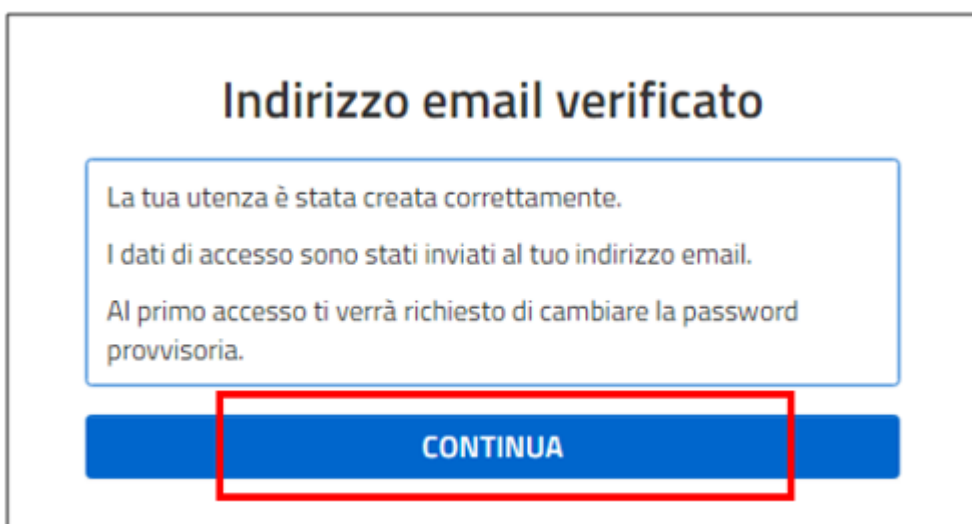 Indirizzo email verificato
La tua utenza è stata creata correttamente.
I dati di accesso sono stati inviati al tuo indirizzo email.
Al primo accesso ti verrà richiesto di cambiare la password
provvisoria.
CONTINUA